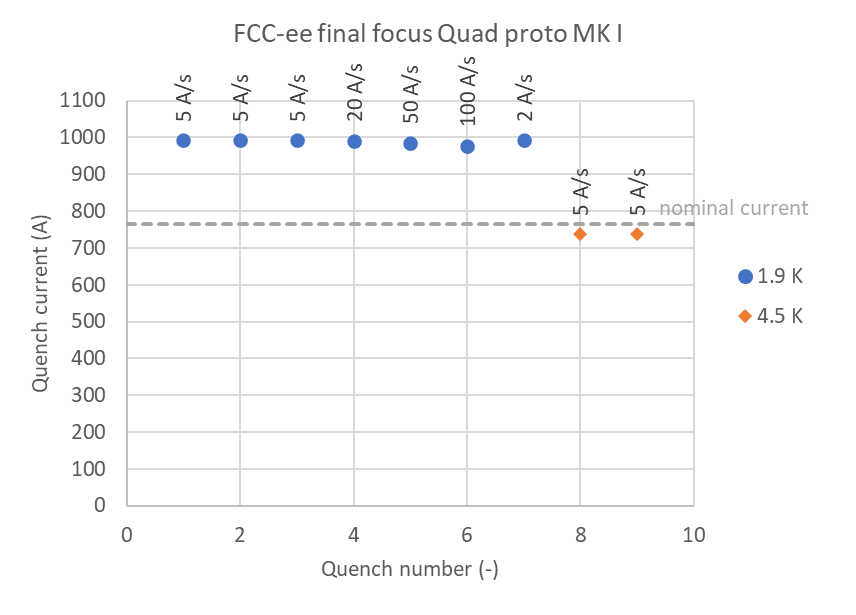 FCC-ee final focus Quad proto MK I
5 A/s
5 A/s
5 A/s
20 A/s
50 A/s
100 A/s
2 A/s
5 A/s
5 A/s
nominal current
1100
1000
900
800
700
600
500
400
300
200
100
0
Quench current (A)
0
2
4
6
8
10
Quench number (-)
1.9 K
4.5 K